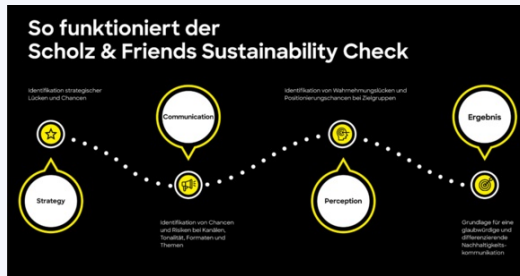 So funktioniert der
Scholz & Friends Sustainability Check
Identifikation strategischer
Lücken und Chancen
Strategy
Communication
Identifikation von Chancen
und Risiken bei Kanälen,
Tonalität, Formaten und
Themen
Identifikation von Wahrnehmungslücken und
Positionierungschancen bei Zielgruppen
Perception
Ergebnis
Grundlage für eine
glaubwürdige und
differenzierende
Nachhaltigkeits-
kommunikation